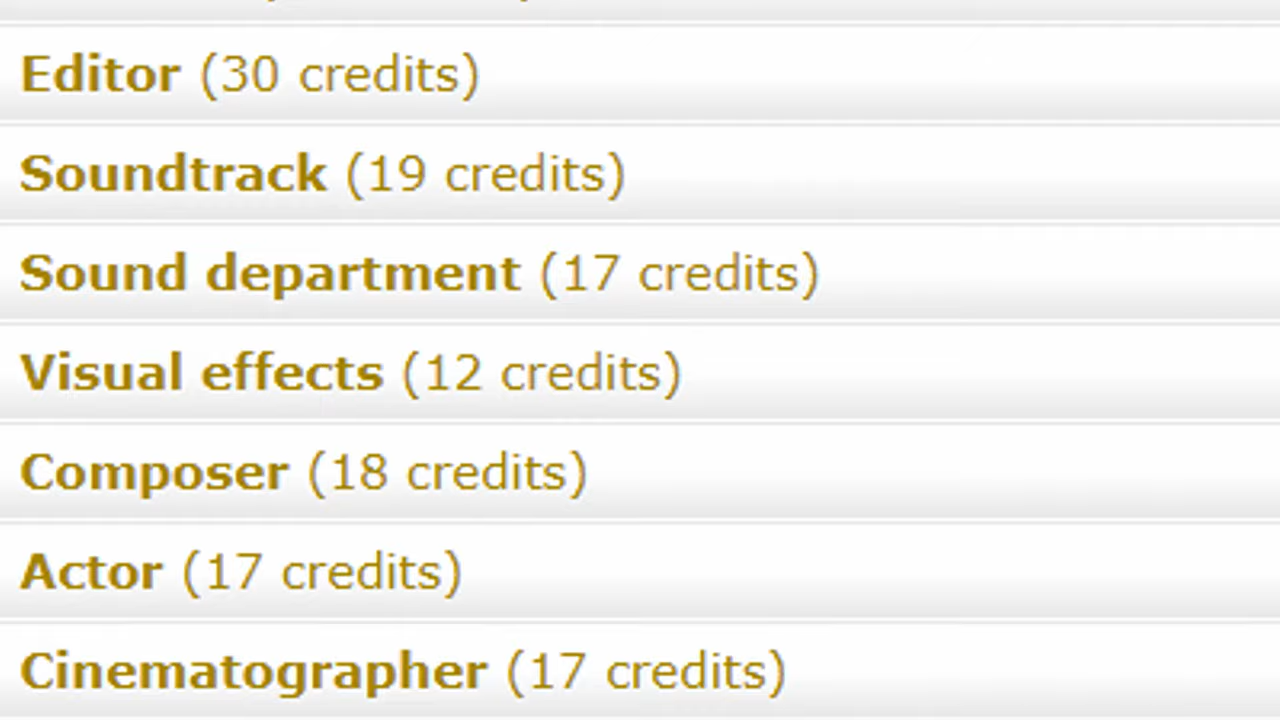 Editor (30 credits)
Soundtrack (19 credits)
Sound department (17 credits)
Visual effects (12 credits)
Composer (18 credits)
Actor (17 credits)
Cinematographer (17 credits)